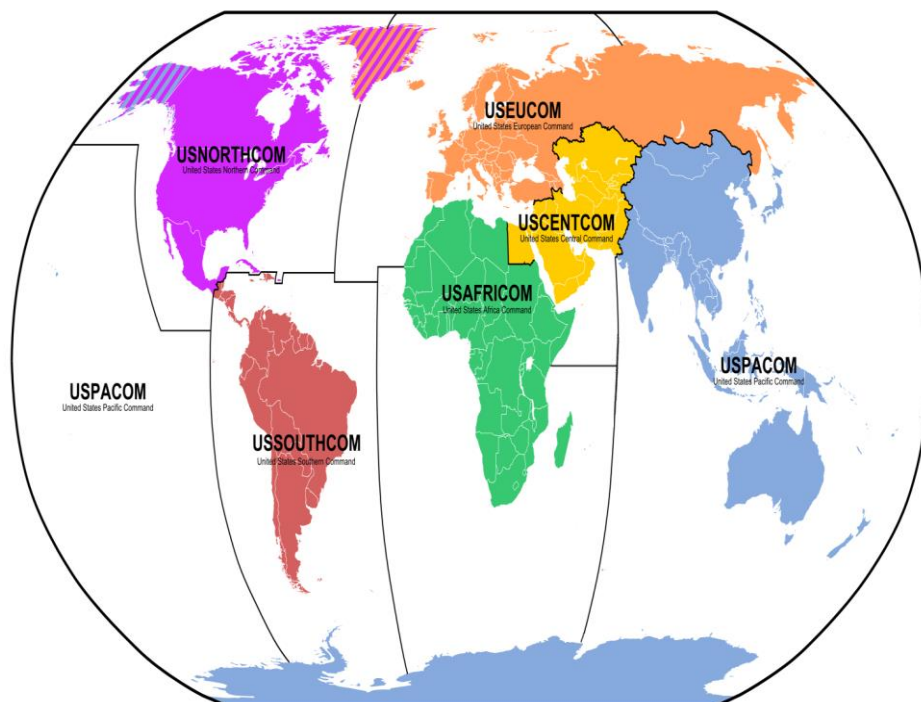 USEUCOM
United States European Command
USNORTHCOM
United States Northern Command
USCENTCOM
United States Central Command
USAFRICOM
United States Africa Command
USPACOM
United States Pacific Command
USPACOM
United States Pacific Command
USSOUTHCOM
United States Southern Command